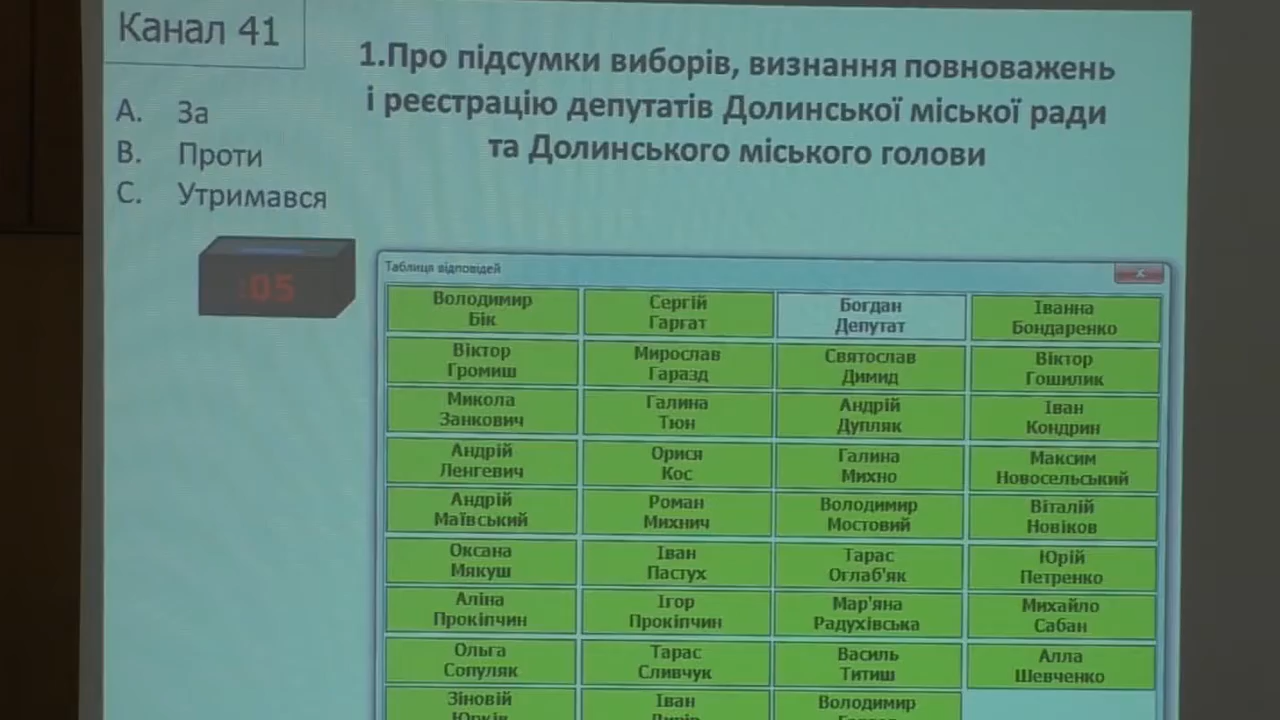 Канал 41
1.Про підсумки виборів, визнання повноважень
і реєстрацію депутатів Долинської міської ради
та Долинського міського голови
A. За
B. Проти
C. Утримався
:05
Таблиця відповідей
x
Володимир Бік
Сергій Гаргат
Богдан Депутат
Іванна Бондаренко
Віктор Громиш
Мирослав Гаразд
Святослав Димид
Віктор Гошилик
Микола Занкович
Галина Тюн
Андрій Дупляк
Іван Кондрин
Андрій Ленгевич
Орися Кос
Галина Михно
Максим Новосельський
Андрій Маївський
Роман Михнич
Володимир Мостовий
Віталій Новіков
Оксана Мякуш
Іван Пастух
Тарас Оглаб'як
Юрій Петренко
Аліна Прокіпчин
Ігор Прокіпчин
Мар'яна Радухівська
Михайло Сабан
Ольга Сопуляк
Тарас Сливчук
Василь Титиш
Алла Шевченко
Зіновій
Іван
Володимир